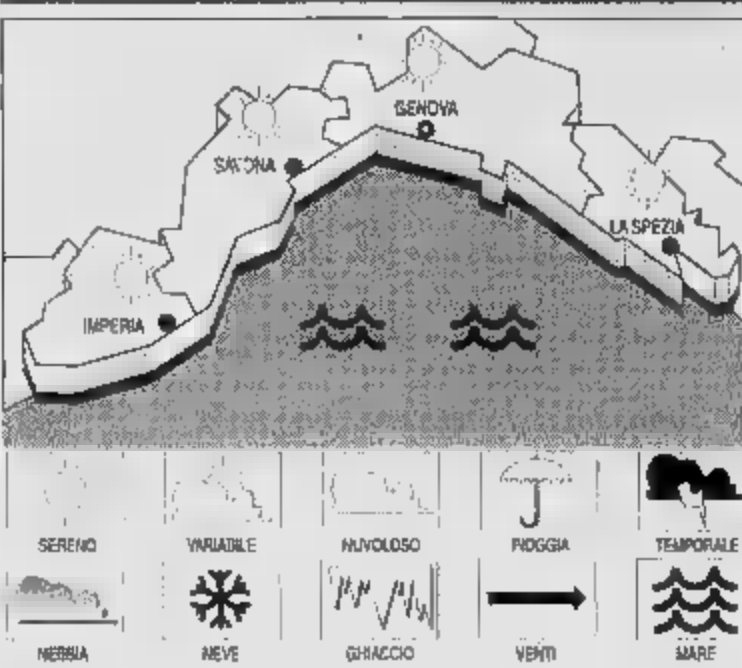 GENOVA
SAVONA
LA SPEZIA
IMPERIA
SERENO
VARIABILE
NUVOLOSO
PIOGGIA
TEMPORALE
NEBBIA
NEVE
GHIACCIO
VENTI
MARE